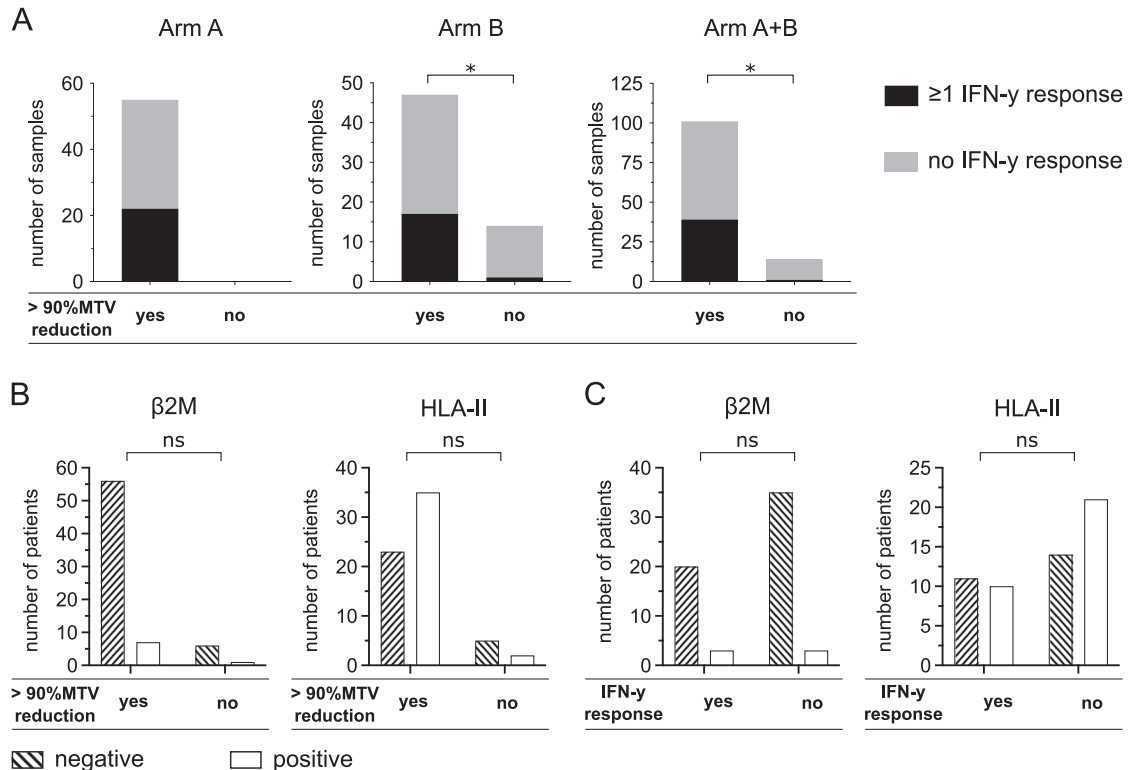 A
Arm A
Arm B
Arm A+B
60
40
20
0
number of samples
50
40
30
20
10
0
number of samples
*
125
100
75
50
25
0
number of samples
*
≥1 IFN-y response
no IFN-y response
> 90%MTV
reduction
yes
no
yes
no
yes
no
B
β2M
ns
60
50
40
30
20
10
0
number of patients
> 90%MTV
reduction
yes
no
HLA-II
ns
40
30
20
10
0
number of patients
> 90%MTV
reduction
yes
no
negative
positive
C
β2M
ns
40
30
20
10
0
number of patients
IFN-y
response
yes
no
HLA-II
ns
25
20
15
10
5
0
number of patients
IFN-y
response
yes
no